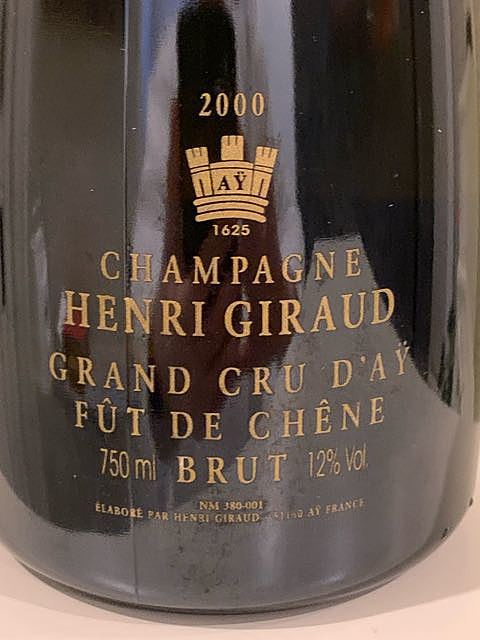 2000
AŸ
1625
CHAMPAGNE
HENRI GIRAUD
GRAND CRU D'AŸ
FÛT DE CHÊNE
750 ml BRUT 12% Vol.
NM 380-001
ÉLABORÉ PAR HENRI GIRAUD - 51160 AŸ FRANCE